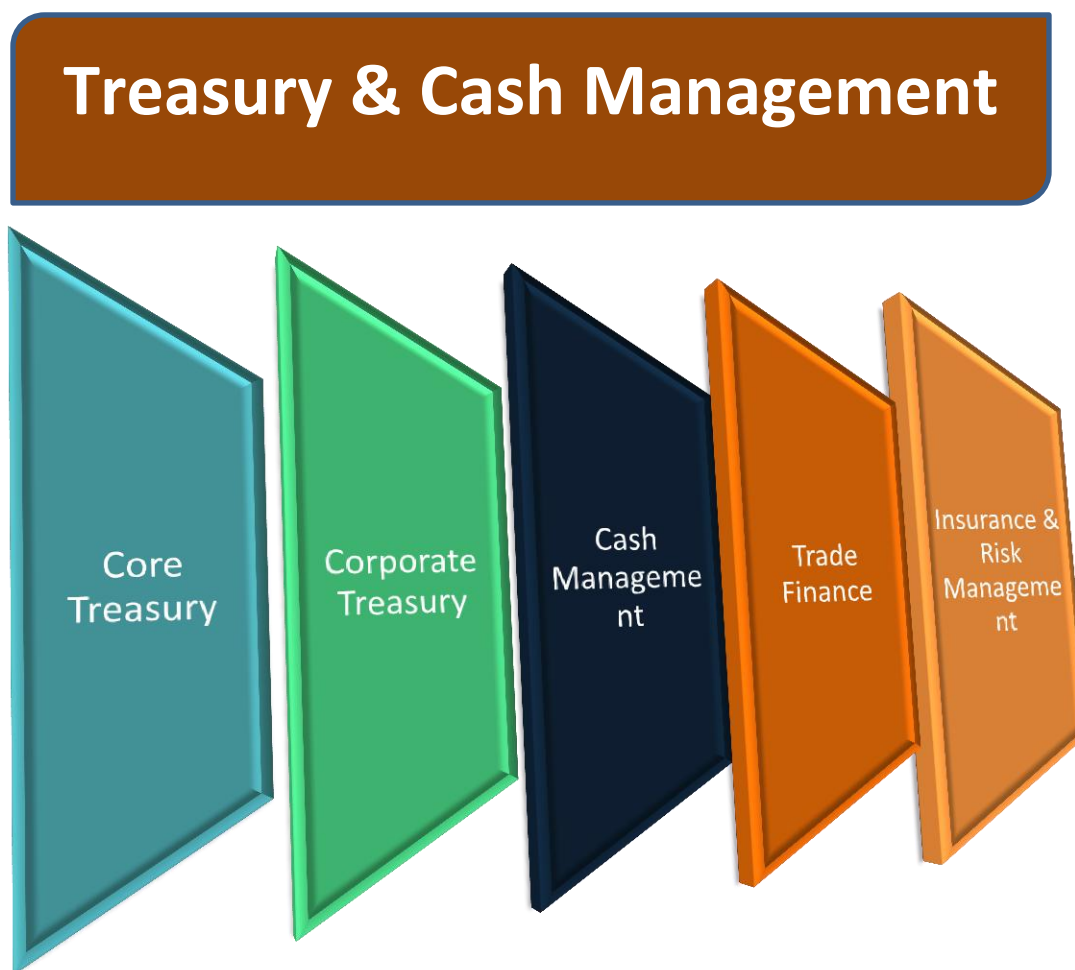 Treasury & Cash Management
Core
Treasury
Corporate
Treasury
Cash
Manageme
nt
Trade
Finance
Insurance &
Risk
Manageme
nt